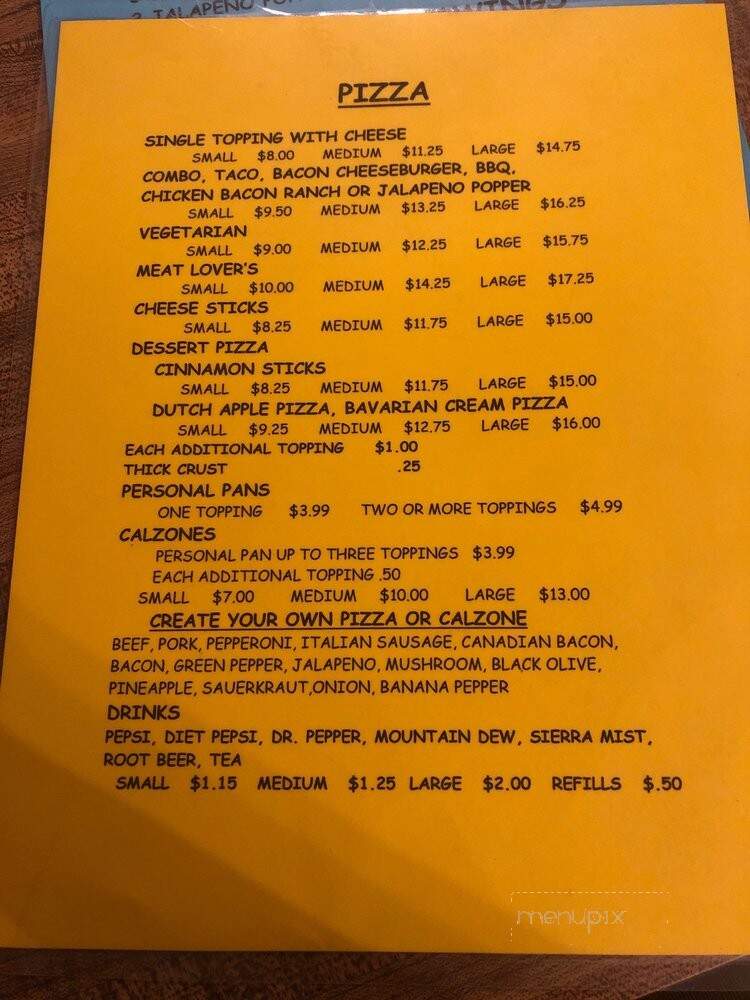 2 JALAPENO
WINGS
PIZZA
SINGLE TOPPING WITH CHEESE
SMALL $8.00 MEDIUM $11.25 LARGE $14.75
COMBO, TACO, BACON CHEESEBURGER, BBQ,
CHICKEN BACON RANCH OR JALAPENO POPPER
SMALL $9.50 MEDIUM $13.25 LARGE $16.25
VEGETARIAN
SMALL $9.00 MEDIUM $12.25 LARGE $15.75
MEAT LOVER'S
SMALL $10.00 MEDIUM $14.25 LARGE $17.25
CHEESE STICKS
SMALL $8.25 MEDIUM $11.75 LARGE $15.00
DESSERT PIZZA
CINNAMON STICKS
SMALL $8.25 MEDIUM $11.75 LARGE $15.00
DUTCH APPLE PIZZA, BAVARIAN CREAM PIZZA
SMALL $9.25 MEDIUM $12.75 LARGE $16.00
EACH ADDITIONAL TOPPING $1.00
THICK CRUST .25
PERSONAL PANS
ONE TOPPING $3.99 TWO OR MORE TOPPINGS $4.99
CALZONES
PERSONAL PAN UP TO THREE TOPPINGS $3.99
EACH ADDITIONAL TOPPING .50
SMALL $7.00 MEDIUM $10.00 LARGE $13.00
CREATE YOUR OWN PIZZA OR CALZONE
BEEF, PORK, PEPPERONI, ITALIAN SAUSAGE, CANADIAN BACON,
BACON, GREEN PEPPER, JALAPENO, MUSHROOM, BLACK OLIVE,
PINEAPPLE, SAUERKRAUT,ONION, BANANA PEPPER
DRINKS
PEPSI, DIET PEPSI, DR. PEPPER, MOUNTAIN DEW, SIERRA MIST,
ROOT BEER, TEA
SMALL $1.15 MEDIUM $1.25 LARGE $2.00 REFILLS $.50
menupix